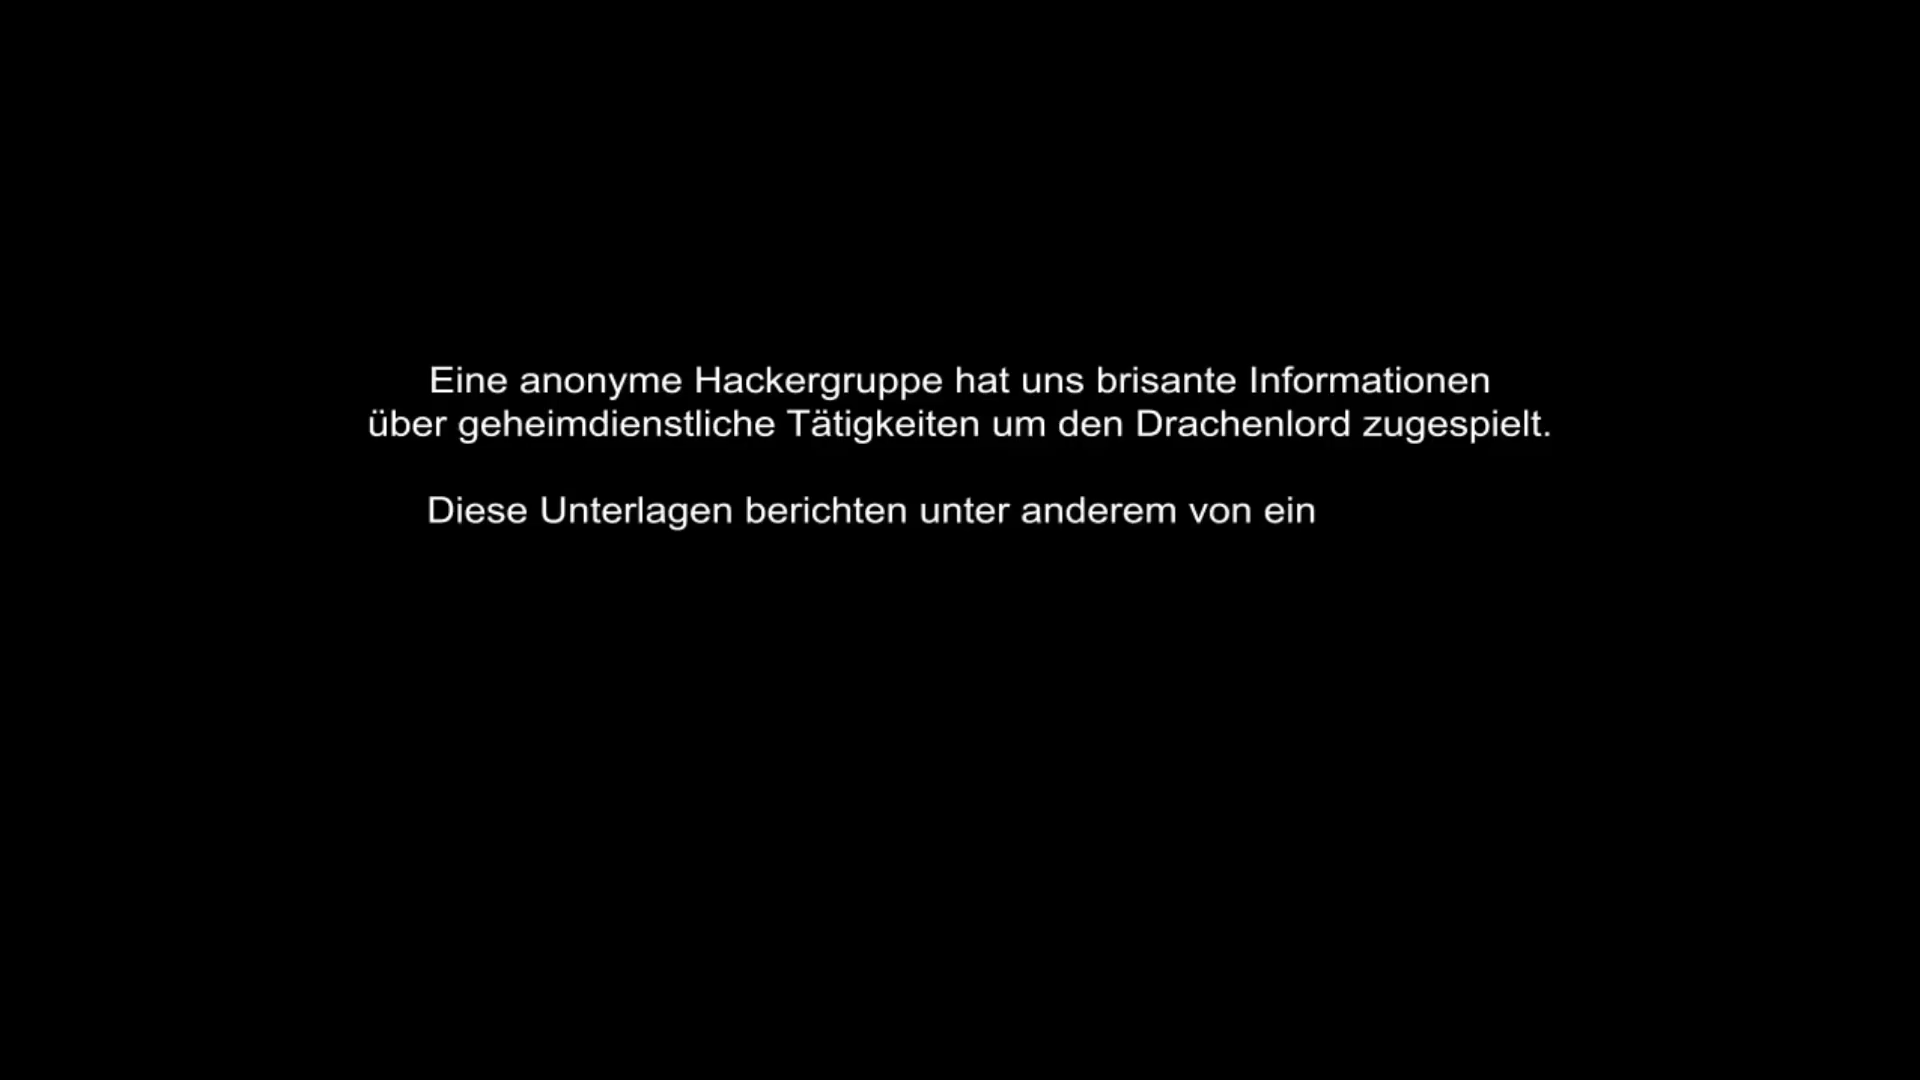 Eine anonyme Hackergruppe hat uns brisante Informationen
über geheimdienstliche Tätigkeiten um den Drachenlord zugespielt.
Diese Unterlagen berichten unter anderem von ein